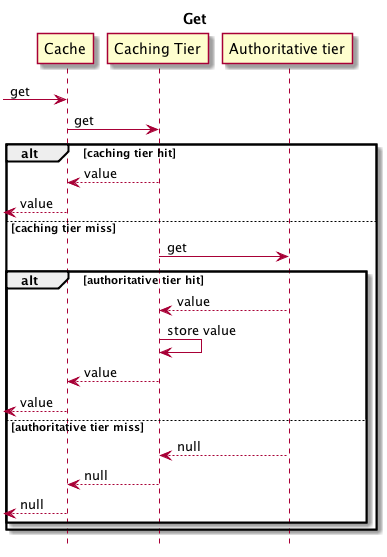 Get
Cache Caching Tier Authoritative tier
get
get
alt [caching tier hit]
value
value
[caching tier miss]
get
alt [authoritative tier hit]
value
store value
value
value
[authoritative tier miss]
null
null
null